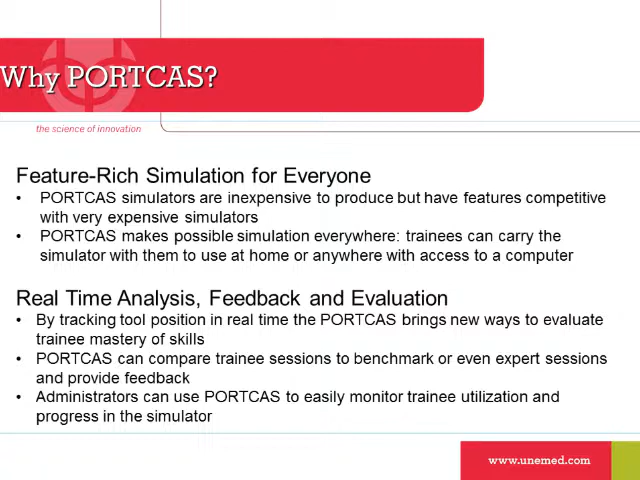 Why PORTCAS?
the science of innovation
Feature-Rich Simulation for Everyone
• PORTCAS simulators are inexpensive to produce but have features competitive
with very expensive simulators
• PORTCAS makes possible simulation everywhere: trainees can carry the
simulator with them to use at home or anywhere with access to a computer
Real Time Analysis, Feedback and Evaluation
• By tracking tool position in real time the PORTCAS brings new ways to evaluate
trainee mastery of skills
• PORTCAS can compare trainee sessions to benchmark or even expert sessions
and provide feedback
• Administrators can use PORTCAS to easily monitor trainee utilization and
progress in the simulator
www.unemed.com